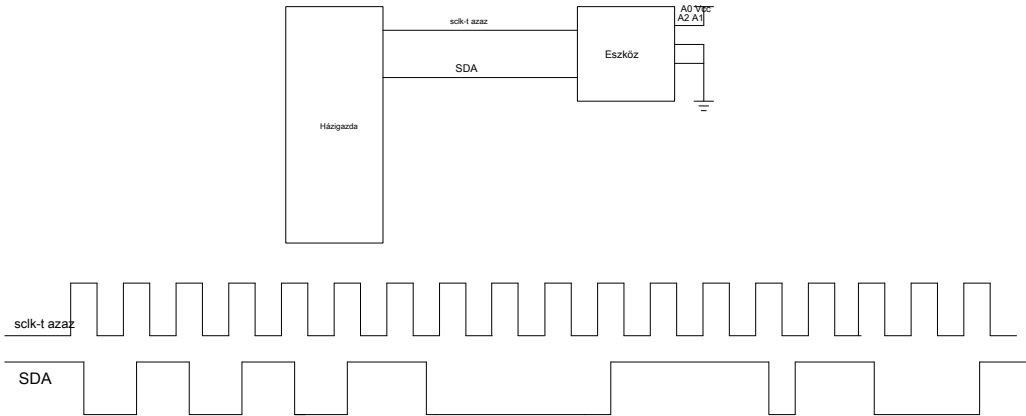 A0 Vcc
sclk-t azaz
A2 A1
Eszköz
SDA
Házigazda
sclk-t azaz
SDA